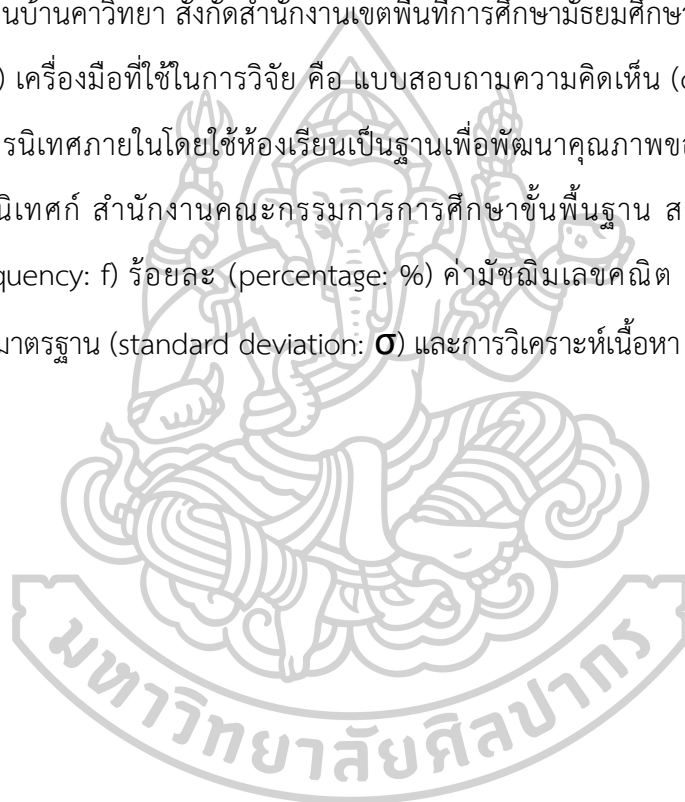 นบ้านคาวิทยา สังกัดสำนักงานเขตพื้นที่การศึกษามัธยมศึกษา
) เครื่องมือที่ใช้ในการวิจัย คือ แบบสอบถามความคิดเห็น (
รนิเทศภายในโดยใช้ห้องเรียนเป็นฐานเพื่อพัฒนาคุณภาพข
นิเทศก์ สำนักงานคณะกรรมการการศึกษาขั้นพื้นฐาน ส
quency: f) ร้อยละ (percentage: %) ค่ามัชฌิมเลขคณิต
มาตรฐาน (standard deviation: σ) และการวิเคราะห์เนื้อหา
มหาวิทยาลัยศิลปากร